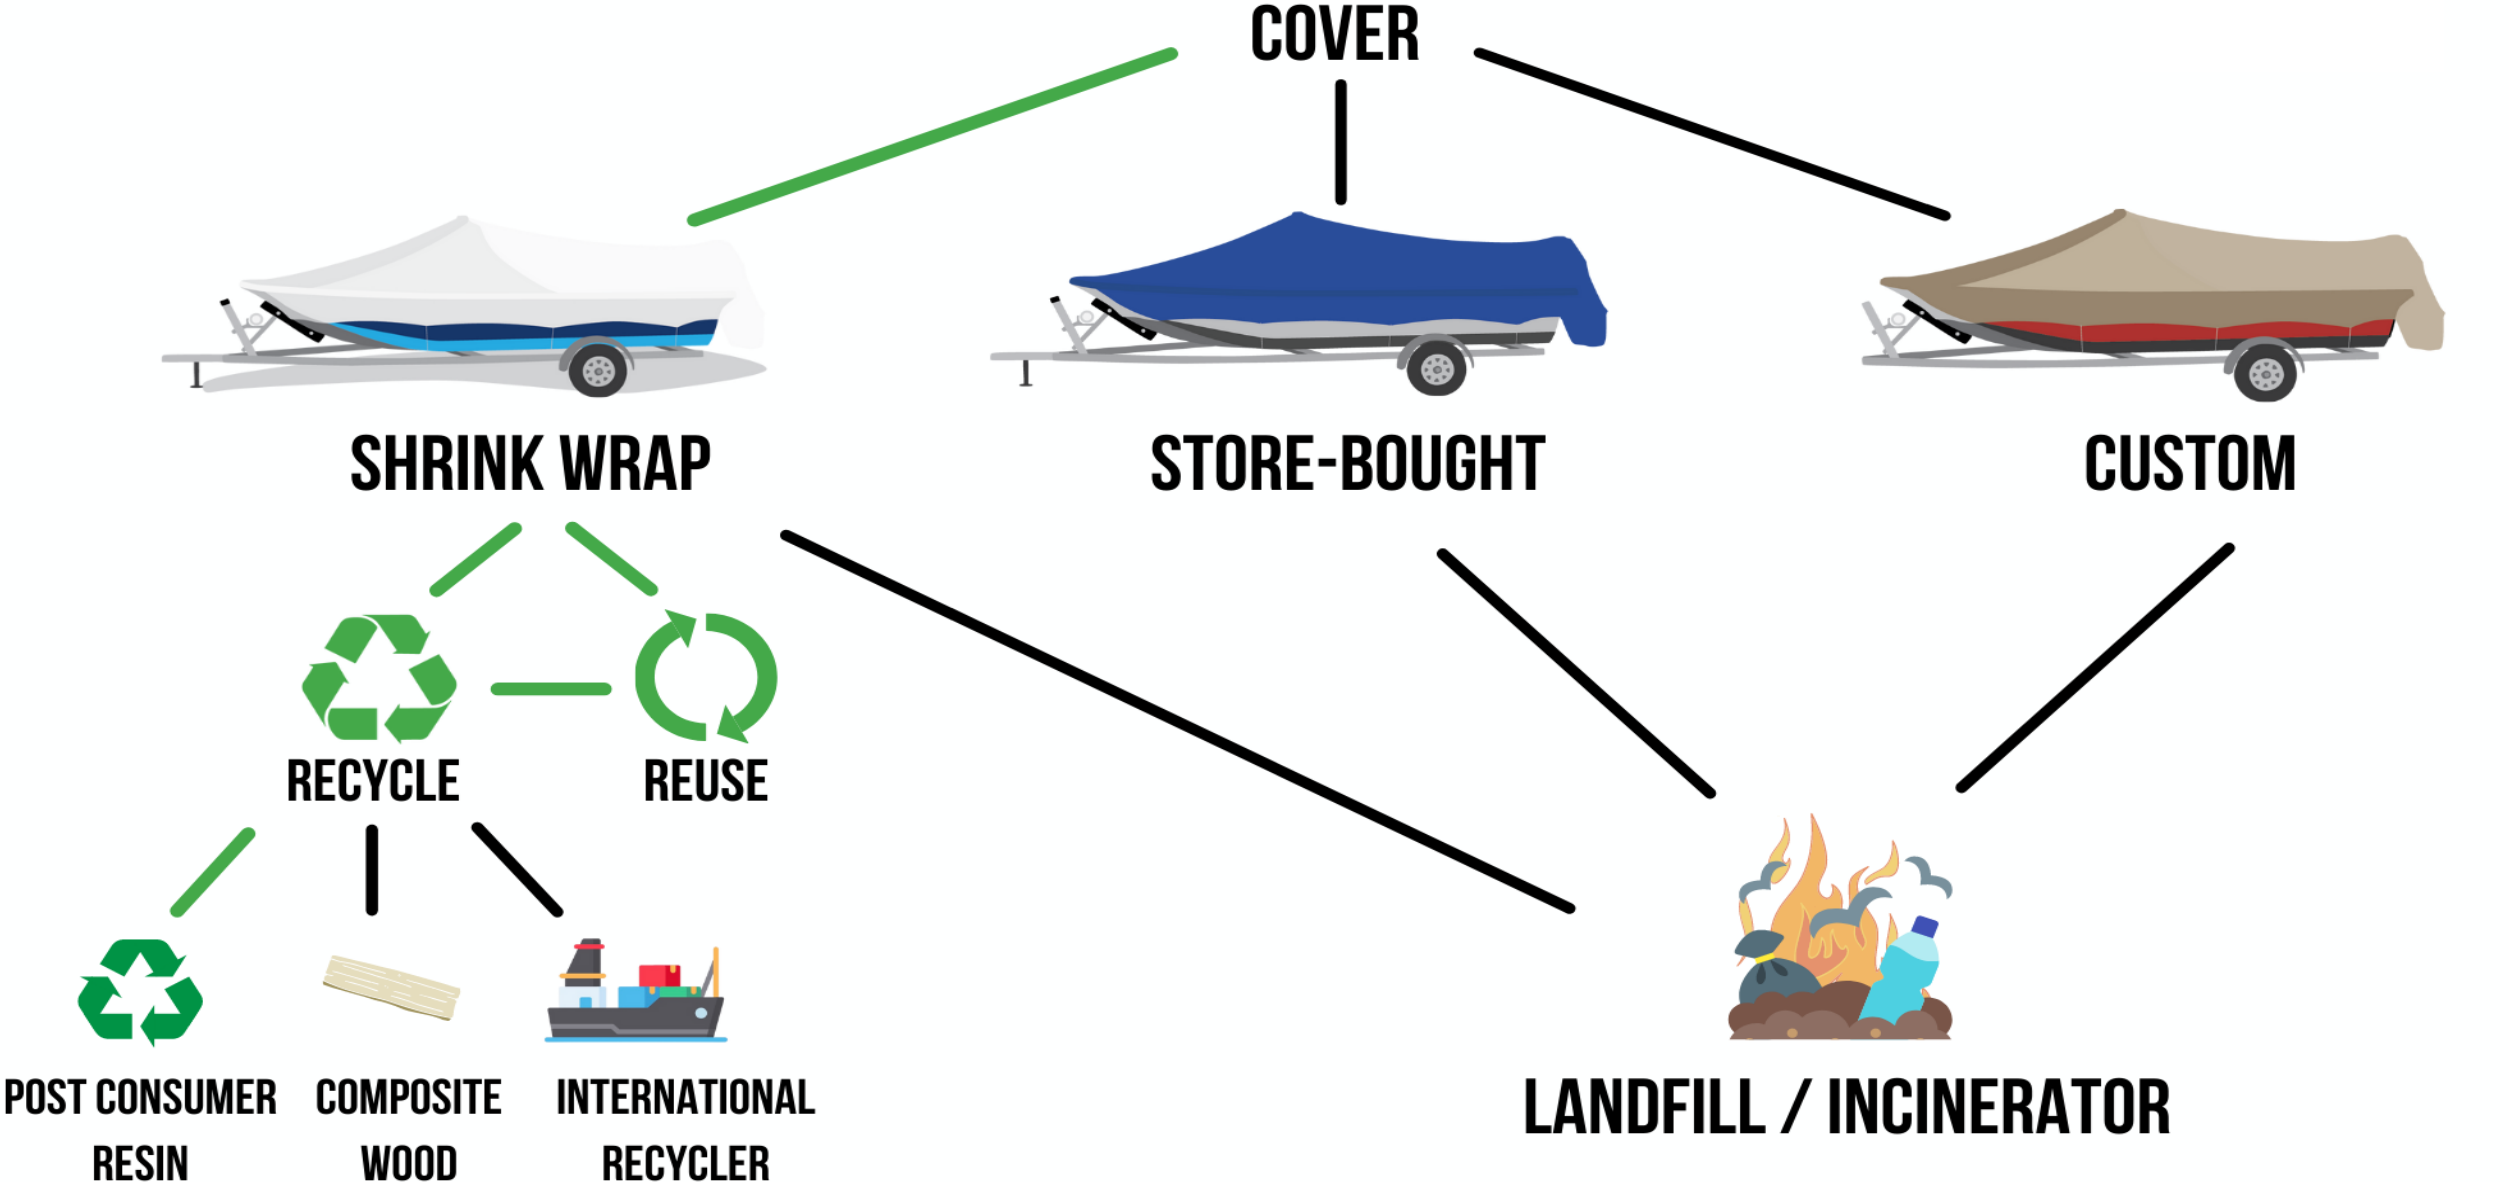 COVER
SHRINK WRAP
STORE-BOUGHT
CUSTOM
RECYCLE
REUSE
POST CONSUMER
RESIN
COMPOSITE
WOOD
INTERNATIONAL
RECYCLER
LANDFILL / INCINERATOR